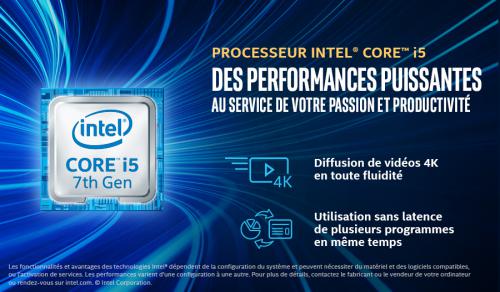 PROCESSEUR INTEL® CORE™ i5
DES PERFORMANCES PUISSANTES
AU SERVICE DE VOTRE PASSION ET PRODUCTIVITÉ
intel®
CORE™ i5
7th Gen
4K
Diffusion de vidéos 4K
en toute fluidité
Utilisation sans latence
de plusieurs programmes
en même temps
Les fonctionnalités et avantages des technologies Intel® dépendent de la configuration du système et peuvent nécessiter du matériel et des logiciels compatibles,
ou l'activation de services. Les performances varient d'une configuration à une autre. Pour plus de détails, contactez le fabricant ou le vendeur de votre ordinateur
ou rendez-vous sur intel.com. © Intel Corporation.